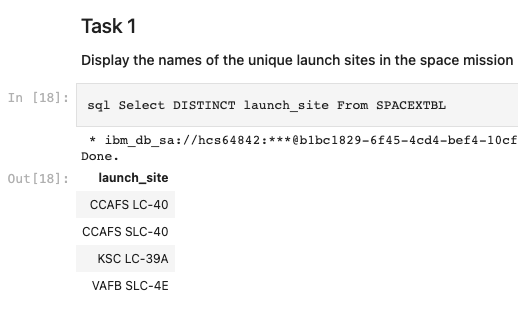 Task 1
Display the names of the unique launch sites in the space mission
In [18]: sql Select DISTINCT launch_site From SPACEXTBL
* ibm_db_sa://hcs64842:***@b1bc1829-6f45-4cd4-bef4-10cf
Done.
Out[18]: launch_site
CCAFS LC-40
CCAFS SLC-40
KSC LC-39A
VAFB SLC-4E